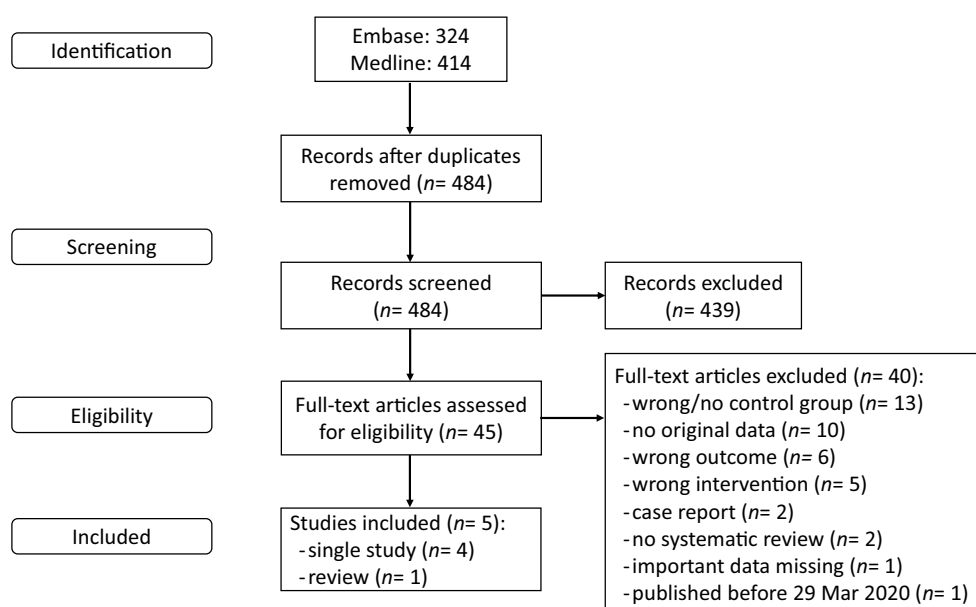 Identification
Embase: 324
Medline: 414
Records after duplicates
removed (n= 484)
Screening
Records screened
(n= 484)
Records excluded
(n= 439)
Eligibility
Full-text articles assessed
for eligibility (n= 45)
Full-text articles excluded (n= 40):
-wrong/no control group (n= 13)
-no original data (n= 10)
-wrong outcome (n= 6)
-wrong intervention (n= 5)
-case report (n= 2)
-no systematic review (n= 2)
-important data missing (n= 1)
-published before 29 Mar 2020 (n= 1)
Included
Studies included (n= 5):
-single study (n= 4)
-review (n= 1)